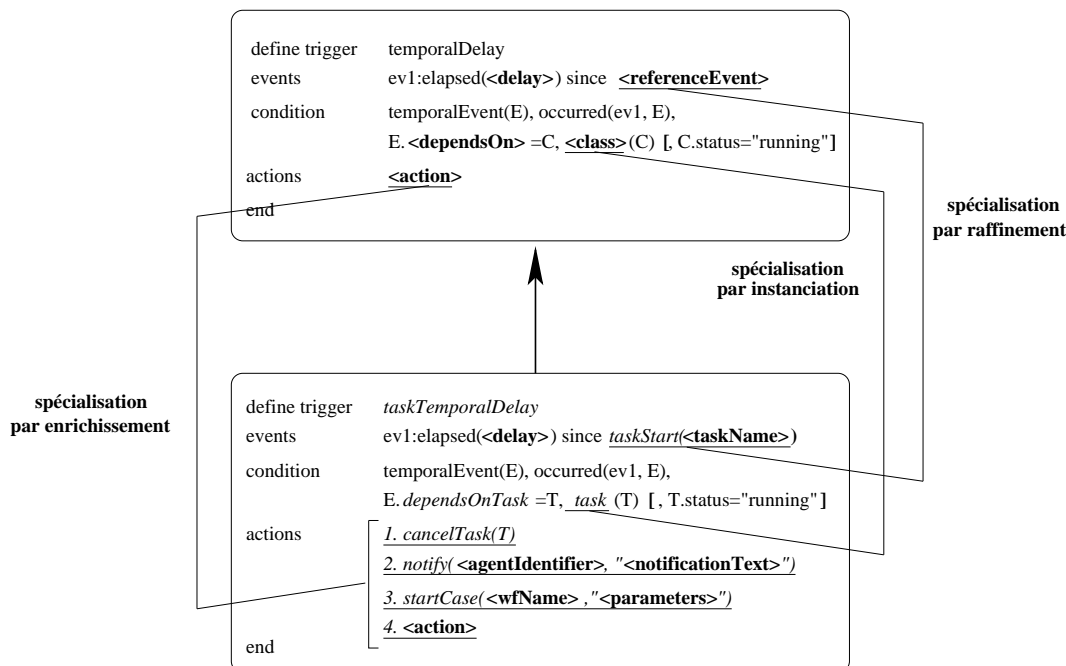 define trigger temporalDelay
events ev1:elapsed(<delay>) since <referenceEvent>
condition temporalEvent(E), occurred(ev1, E),
E.<dependsOn> =C, <class> (C) [, C.status="running"]
actions <action>
end
spécialisation
par raffinement
spécialisation
par instanciation
spécialisation
par enrichissement
define trigger taskTemporalDelay
events ev1:elapsed(<delay>) since taskStart(<taskName>)
condition temporalEvent(E), occurred(ev1, E),
E.dependsOnTask =T, task (T) [ , T.status="running"]
actions 1. cancelTask(T)
2. notify( <agentIdentifier>, "<notificationText>")
3. startCase( <wfName> ,"<parameters>")
4. <action>
end